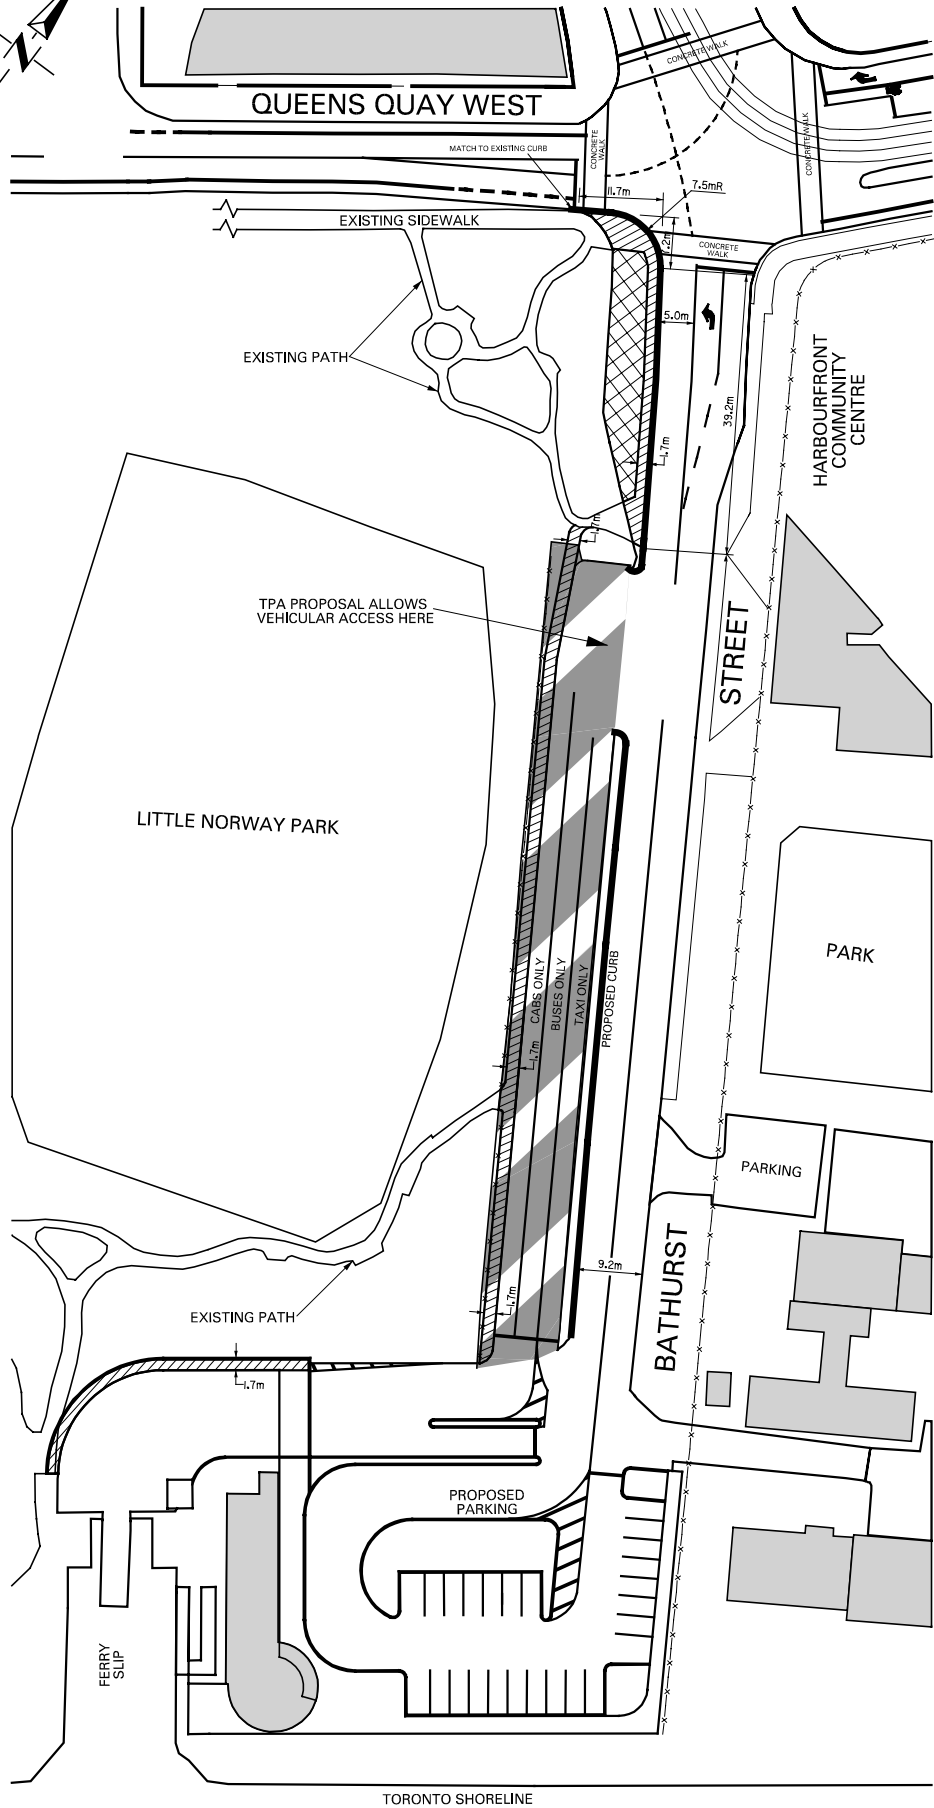 N
CONCRETE WALK
QUEENS QUAY WEST
MATCH TO EXISTING CURB
CONCRETE
WALK
CONCRETE WALK
11.7m
7.5mR
EXISTING SIDEWALK
7.2m
CONCRETE
WALK
5.0m
EXISTING PATH
HARBOURFRONT
COMMUNITY
CENTRE
39.2m
1.7m
1.7m
TPA PROPOSAL ALLOWS
VEHICULAR ACCESS HERE
STREET
LITTLE NORWAY PARK
PARK
CABS ONLY
BUSES ONLY
TAXI ONLY
PROPOSED CURB
1.7m
PARKING
BATHURST
9.2m
1.7m
EXISTING PATH
1.7m
PROPOSED
PARKING
FERRY
SLIP
TORONTO SHORELINE